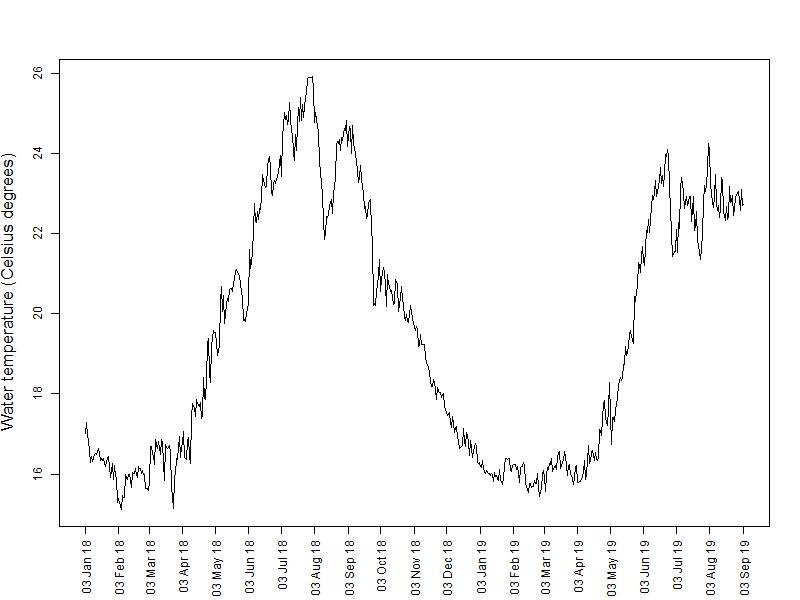 Water temperature (Celsius degrees)
26
24
22
20
18
16
03 Jan 18
03 Feb 18
03 Mar 18
03 Apr 18
03 May 18
03 Jun 18
03 Jul 18
03 Aug 18
03 Sep 18
03 Oct 18
03 Nov 18
03 Dec 18
03 Jan 19
03 Feb 19
03 Mar 19
03 Apr 19
03 May 19
03 Jun 19
03 Jul 19
03 Aug 19
03 Sep 19